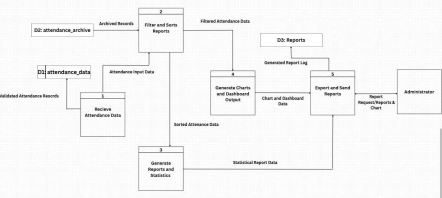 2
Filter and Sorts
Reports
Archived Records
D2: attendance_archive
Filtered Attendance Data
D3: Reports
Generated Report Log
D1: attendance_data
Attendance Input Data
Validated Attendance Records
1
Recieve
Attendance Data
4
Generate Charts
and Dashboard
Output
Chart and Dashboard
Data
5
Export and Send
Reports
Report
Request/Reports &
Chart
Administrator
Sorted Attenance Data
3
Generate
Reports and
Statistics
Statistical Report Data